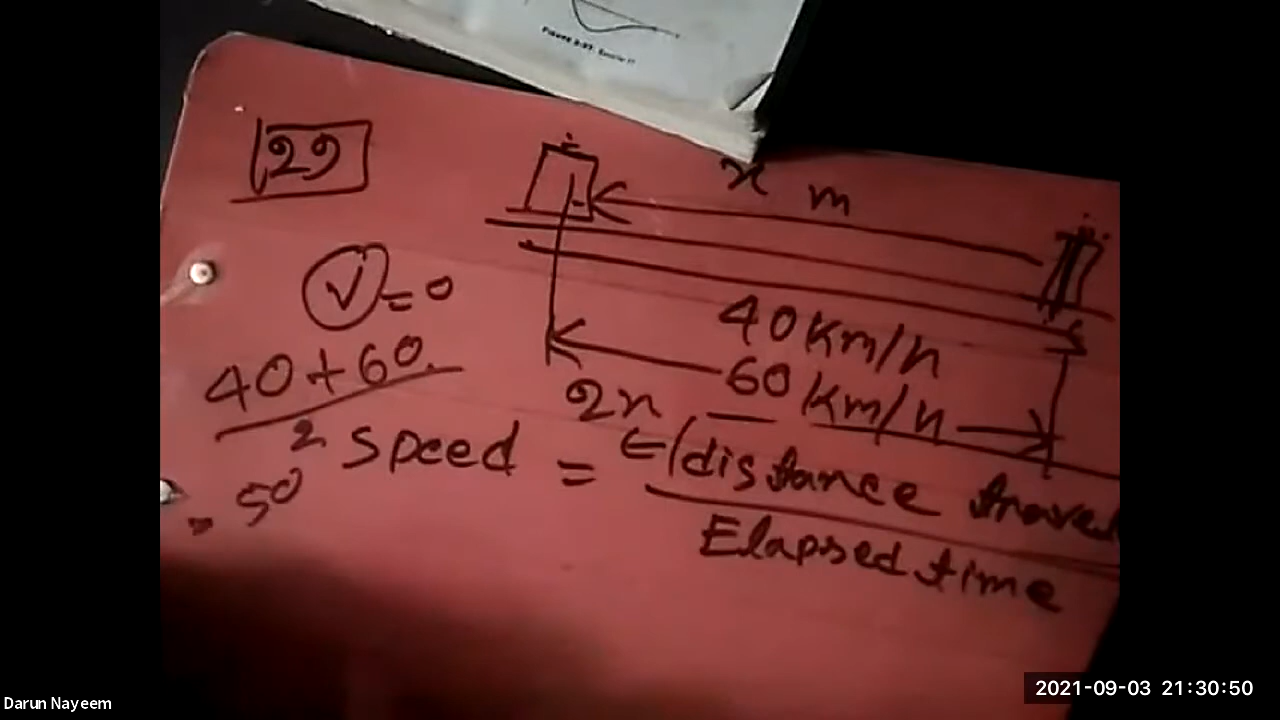 29
x m
V = 0
40 km/h
60 km/h
40+60
2
= 50
2x
Speed = (distance travel
Elapsed time
Darun Nayeem
2021-09-03 21:30:50